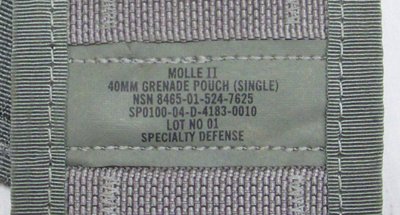 MOLLE II
40MM GRENADE POUCH (SINGLE)
NSN 8465-01-524-7625
SP0100-04-D-4183-0010
LOT NO 01
SPECIALTY DEFENSE